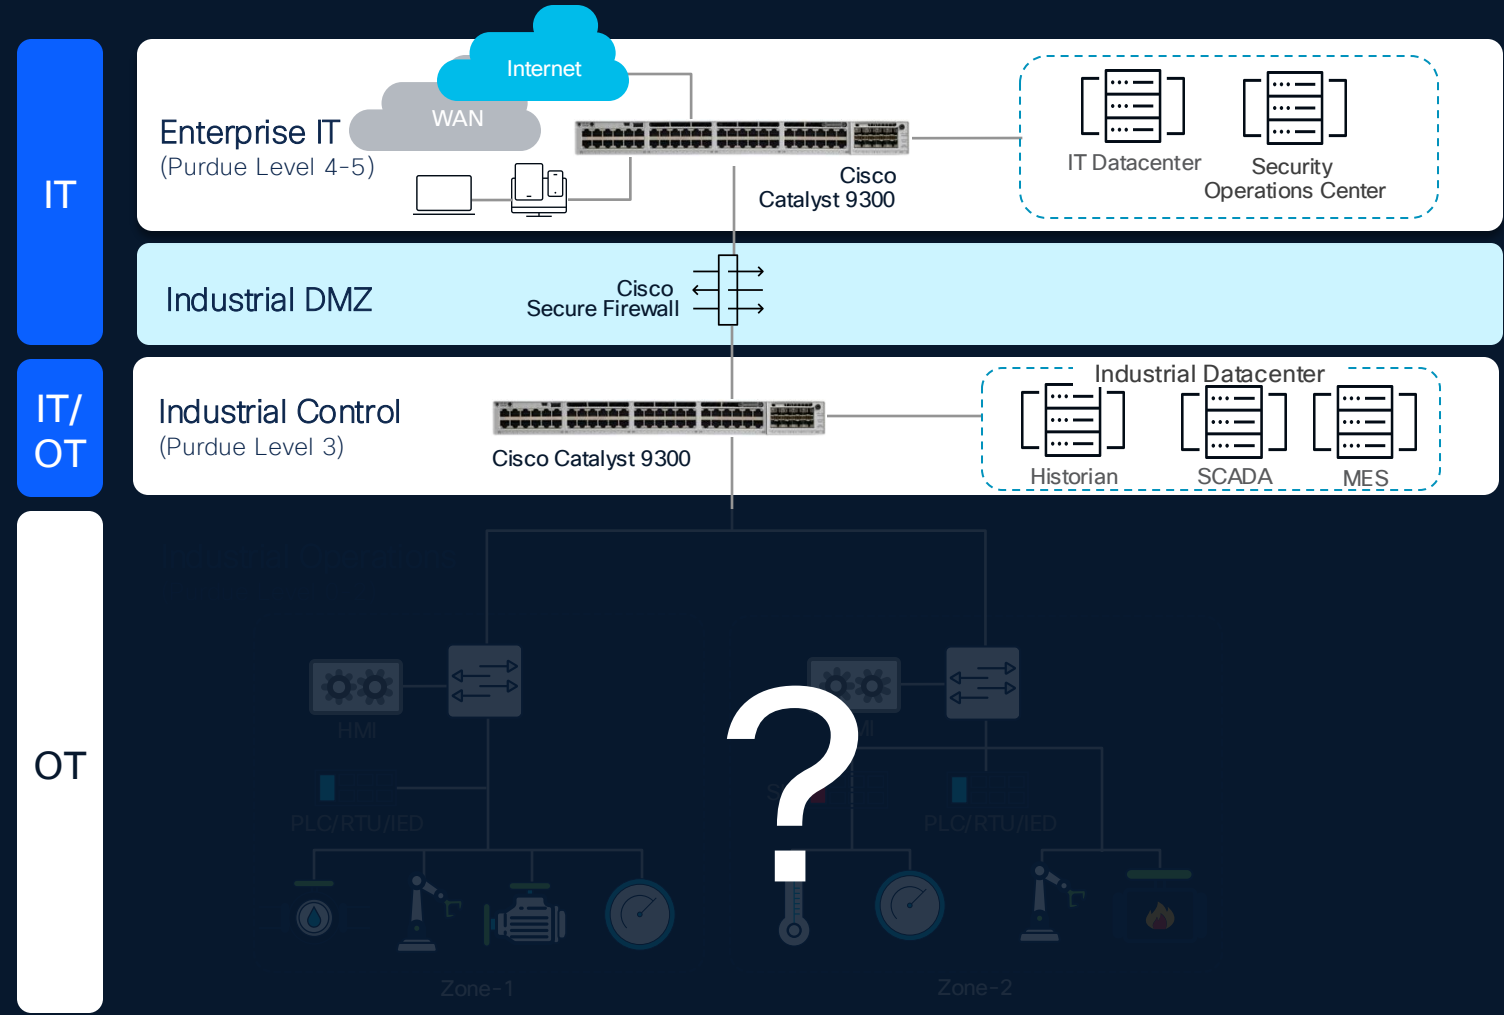 IT
Internet
WAN
Enterprise IT
(Purdue Level 4-5)
Cisco
Catalyst 9300
IT Datacenter
Security
Operations Center
Industrial DMZ
Cisco
Secure Firewall
IT/
OT
Industrial Control
(Purdue Level 3)
Cisco Catalyst 9300
Industrial Datacenter
Historian
SCADA
MES
OT
Industrial Operations
HMI
?
PLC/RTU/IED
PLC/RTU/IED
Zone-1
Zone-2